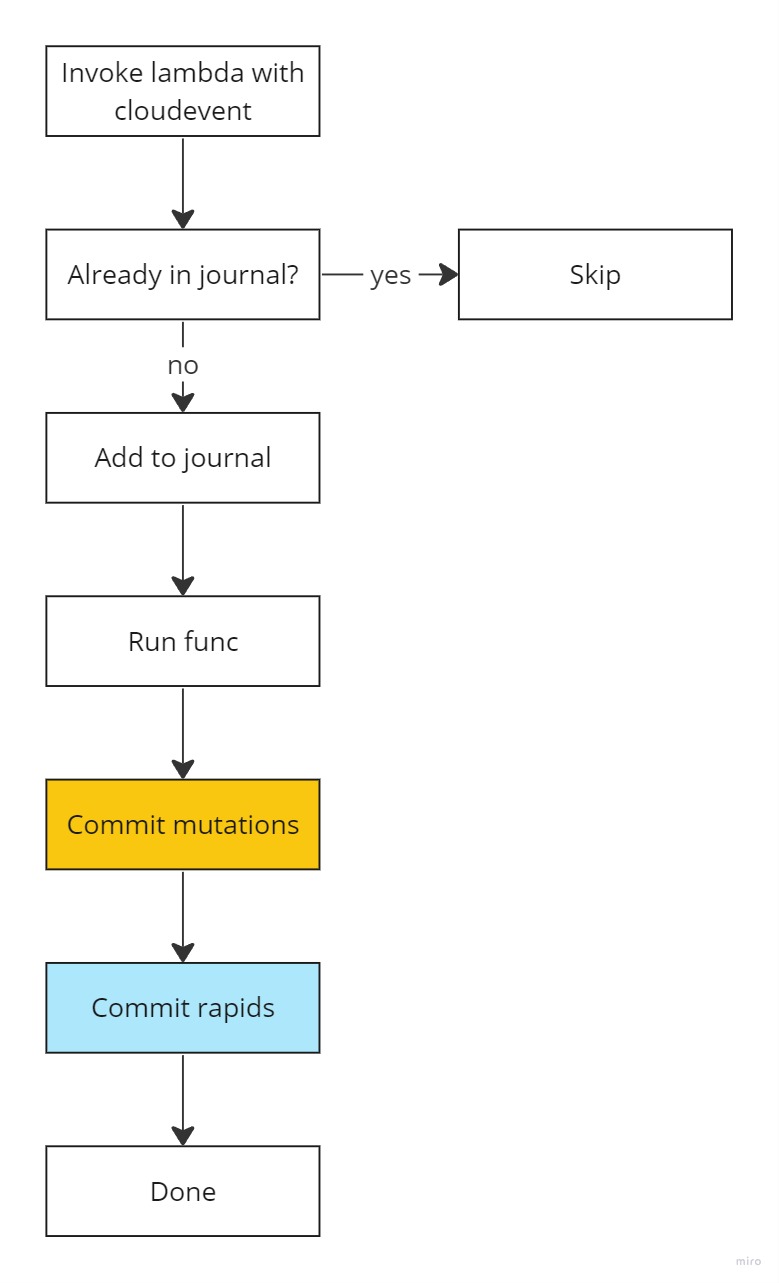 Invoke lambda with
cloudevent
Already in journal?
yes
Skip
no
Add to journal
Run func
Commit mutations
Commit rapids
Done
miro